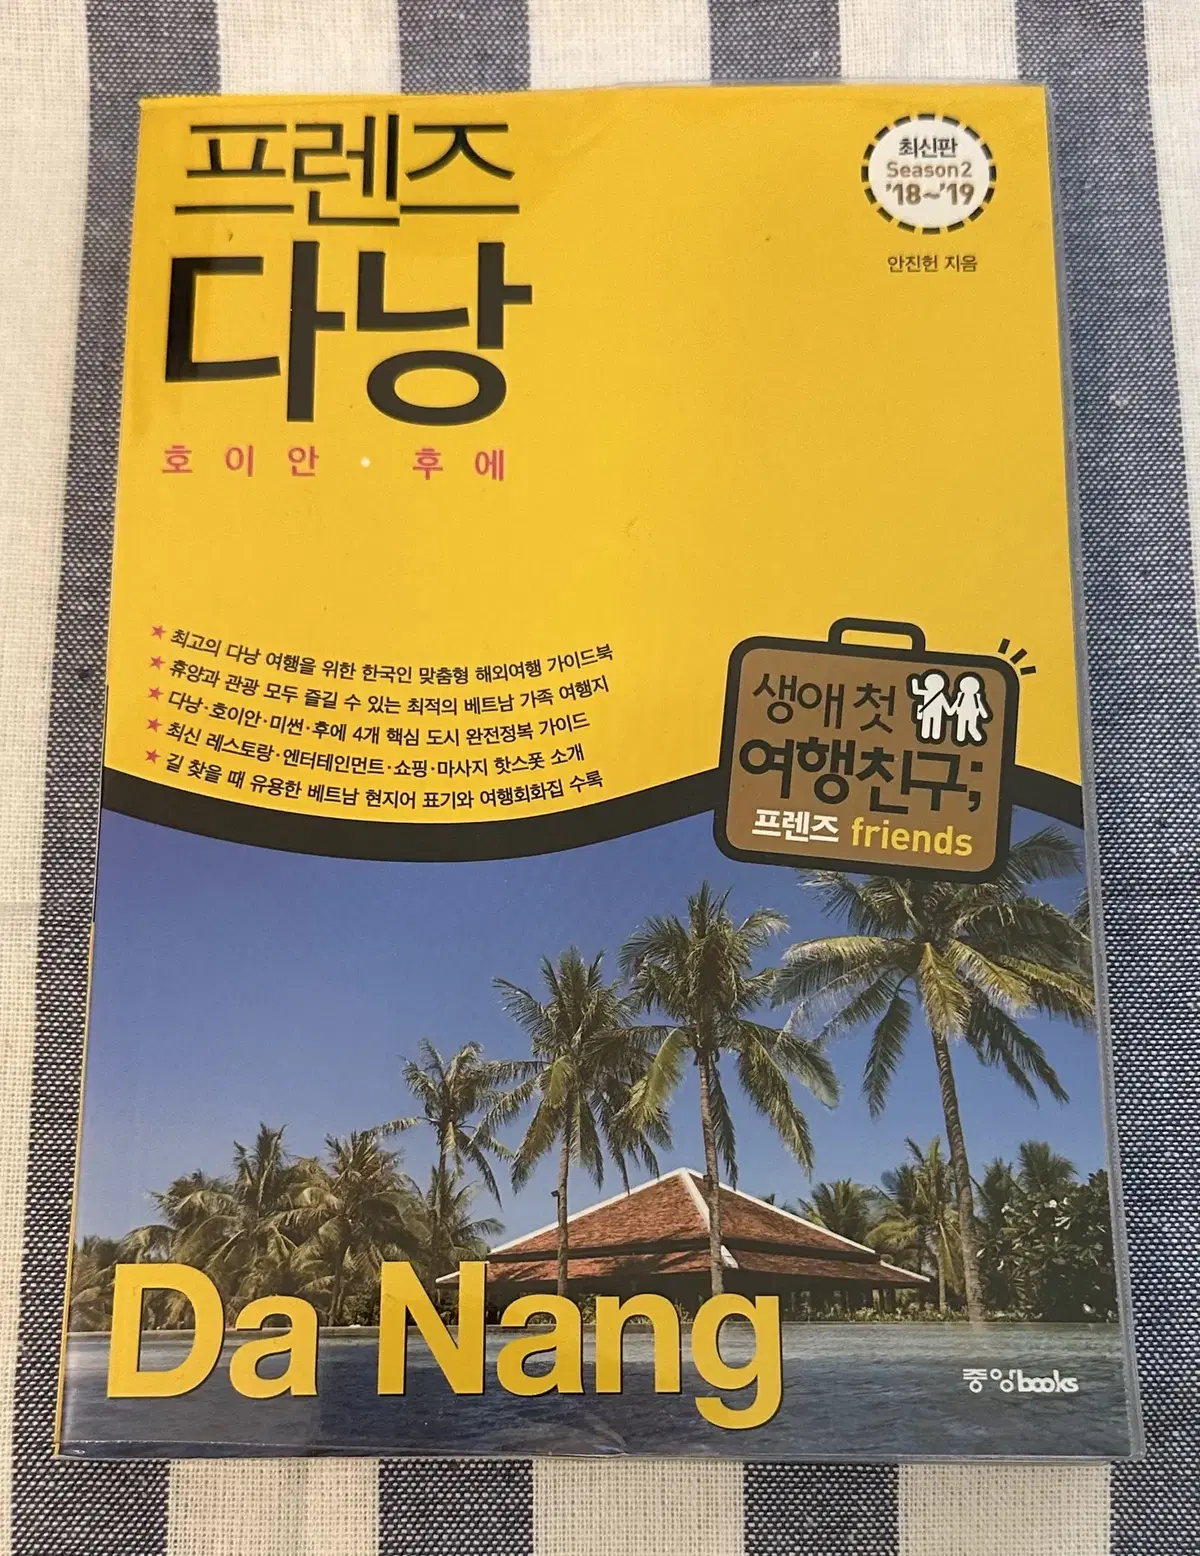 프렌즈
다낭
호이안 · 후에
최신판
Season2
'18~'19
안진헌 지음
★ 최고의 다낭 여행을 위한 한국인 맞춤형 해외여행 가이드북
★ 휴양과 관광 모두 즐길 수 있는 최적의 베트남 가족 여행지
★ 다낭·호이안·미썬·후에 4개 핵심 도시 완전정복 가이드
★ 최신 레스토랑·엔터테인먼트·쇼핑·마사지 핫스폿 소개
★ 길 찾을 때 유용한 베트남 현지어 표기와 여행회화집 수록
생애 첫
여행친구;
프렌즈 friends
Da Nang
중앙books